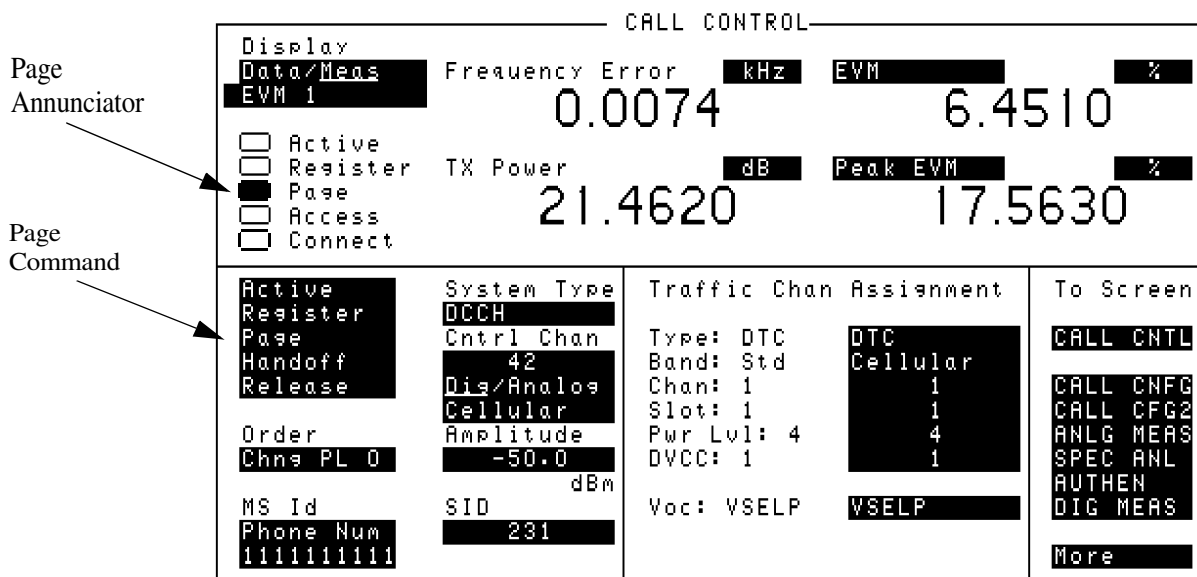 CALL CONTROL
Page
Annunciator
Page
Command
Display
Data/Meas
EVM 1
Active
Register
Page
Access
Connect
Frequency Error kHz
0.0074
EVM %
6.4510
TX Power dB
21.4620
Peak EVM %
17.5630
Active
Register
Page
Handoff
Release
Order
Chng PL 0
MS Id
Phone Num
1111111111
System Type
DCCH
Cntrl Chan
42
Dig/Analog
Cellular
Amplitude
-50.0
dBm
SID
231
Traffic Chan Assignment
Type: DTC DTC
Band: Std Cellular
Chan: 1 1
Slot: 1 1
Pwr Lvl: 4 4
DVCC: 1 1
Voc: VSELP VSELP
To Screen
CALL CNTL
CALL CNFG
CALL CFG2
ANLG MEAS
SPEC ANL
AUTHEN
DIG MEAS
More